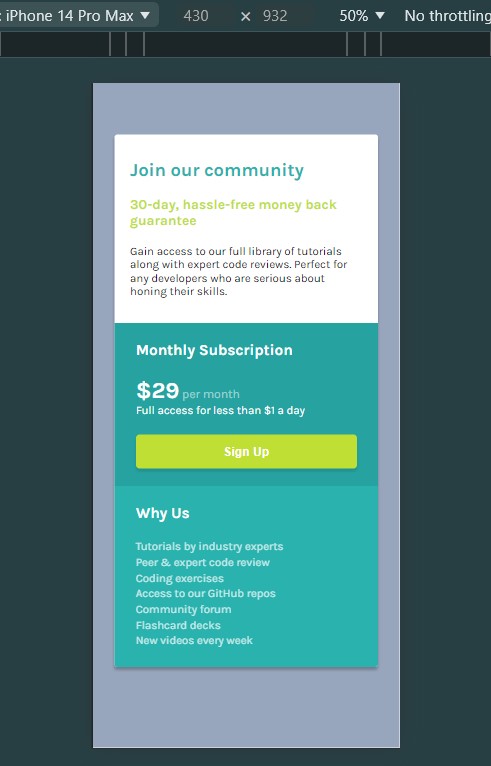 : iPhone 14 Pro Max ▼ 430 × 932 50% ▼ No throttling
Join our community
30-day, hassle-free money back
guarantee
Gain access to our full library of tutorials
along with expert code reviews. Perfect for
any developers who are serious about
honing their skills.
Monthly Subscription
$29 per month
Full access for less than $1 a day
Sign Up
Why Us
Tutorials by industry experts
Peer & expert code review
Coding exercises
Access to our GitHub repos
Community forum
Flashcard decks
New videos every week